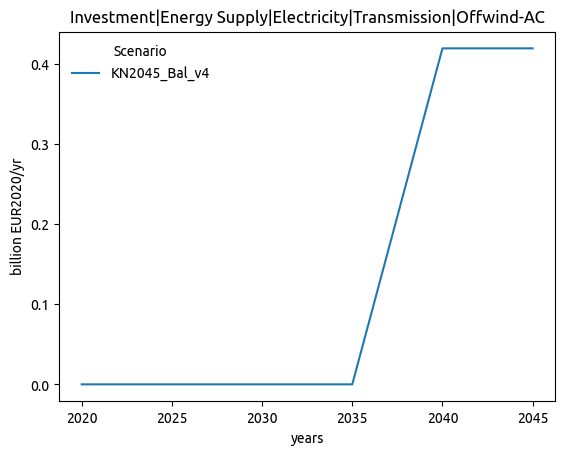 Investment|Energy Supply|Electricity|Transmission|Offwind-AC
Scenario
KN2045_Bal_v4
billion EUR2020/yr
0.4
0.3
0.2
0.1
0.0
2020 2025 2030 2035 2040 2045
years